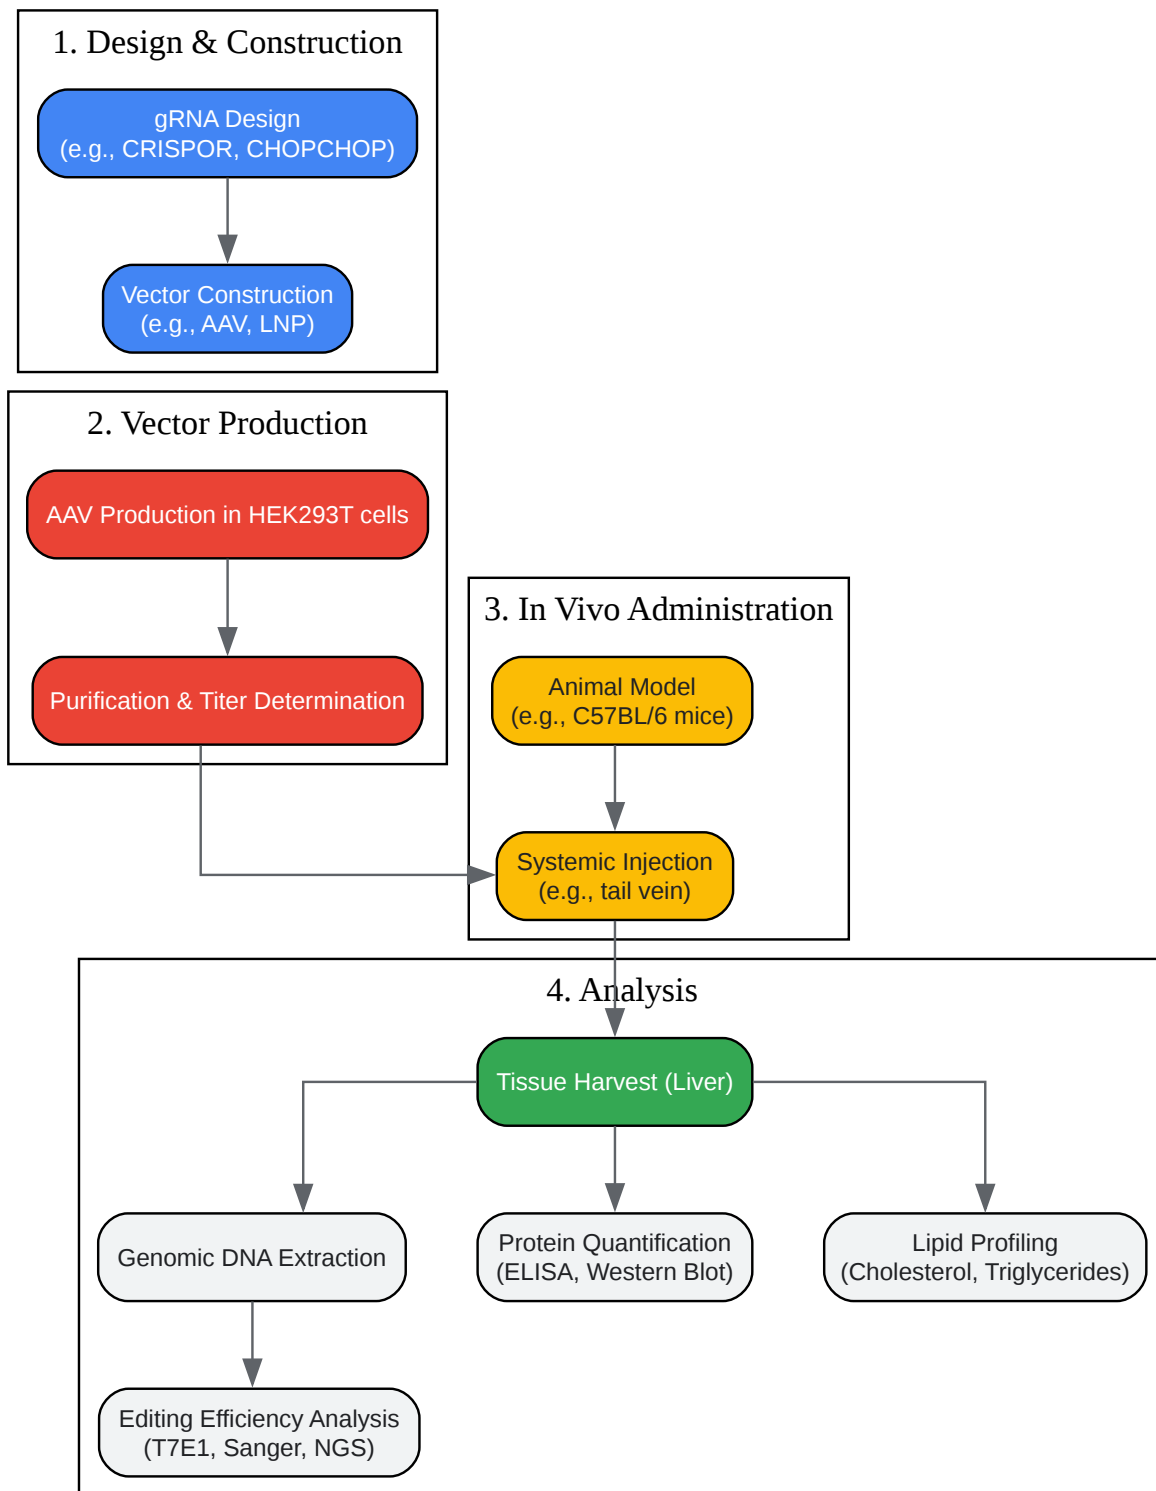 1. Design & Construction
gRNA Design
(e.g., CRISPOR, CHOPCHOP)
Vector Construction
(e.g., AAV, LNP)
2. Vector Production
AAV Production in HEK293T cells
Purification & Titer Determination
3. In Vivo Administration
Animal Model
(e.g., C57BL/6 mice)
Systemic Injection
(e.g., tail vein)
4. Analysis
Tissue Harvest (Liver)
Genomic DNA Extraction
Protein Quantification
(ELISA, Western Blot)
Lipid Profiling
(Cholesterol, Triglycerides)
Editing Efficiency Analysis
(T7E1, Sanger, NGS)